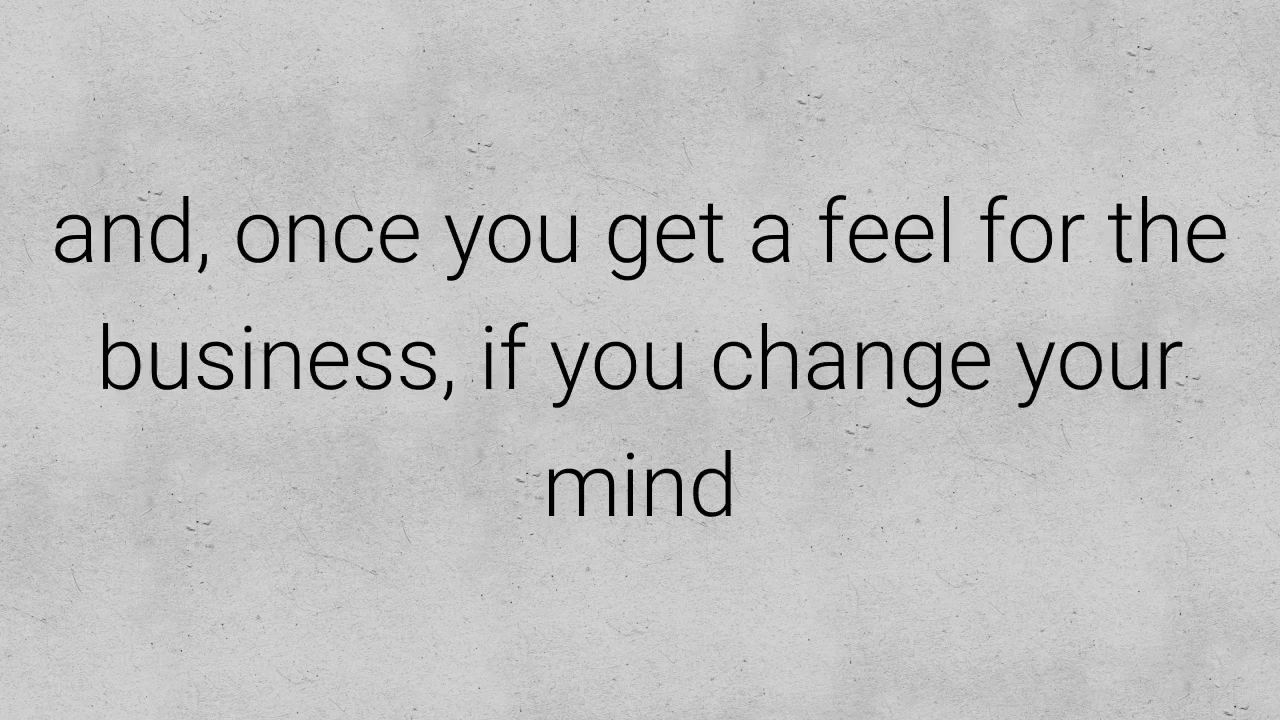 and, once you get a feel for the
business, if you change your
mind